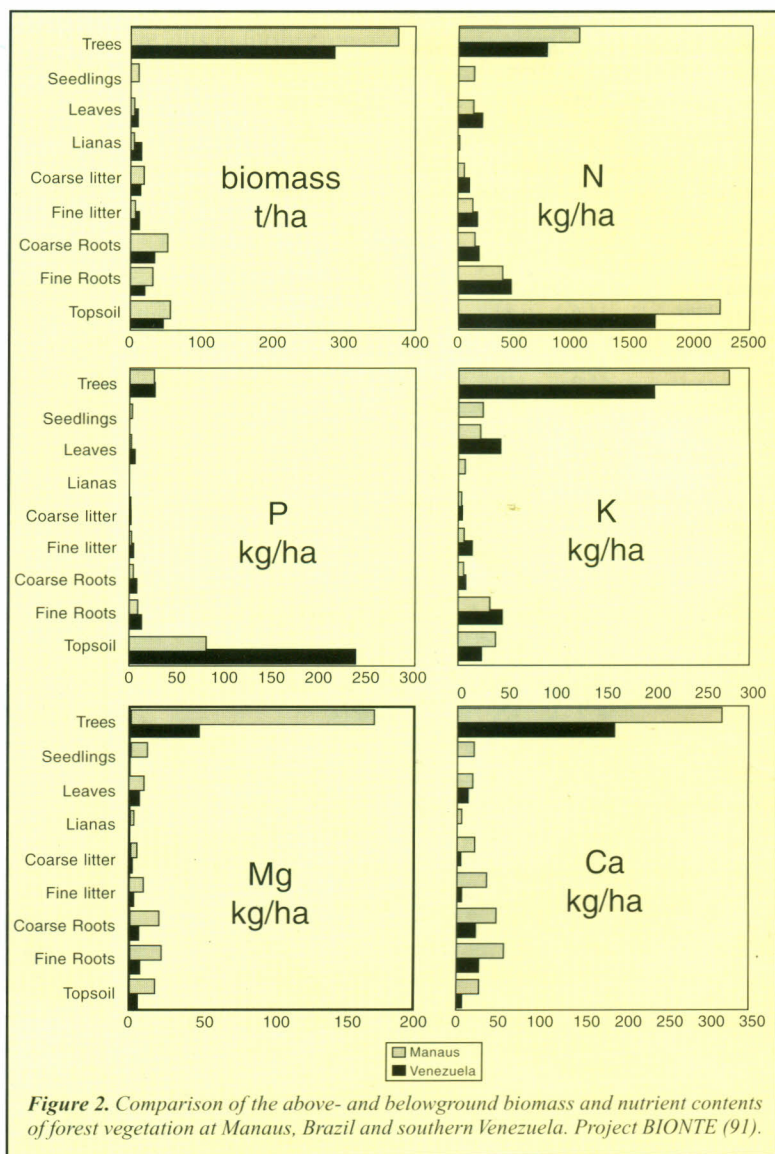 Trees
Seedlings
Leaves
Lianas
Coarse litter
Fine litter
Coarse Roots
Fine Roots
Topsoil
biomass
t/ha
0 100 200 300 400
N
kg/ha
0 500 1000 1500 2000 2500
Trees
Seedlings
Leaves
Lianas
Coarse litter
Fine litter
Coarse Roots
Fine Roots
Topsoil
P
kg/ha
0 50 100 150 200 250 300
K
kg/ha
0 50 100 150 200 250 300
Trees
Seedlings
Leaves
Lianas
Coarse litter
Fine litter
Coarse Roots
Fine Roots
Topsoil
Mg
kg/ha
0 50 100 150 200
Ca
kg/ha
0 50 100 150 200 250 300 350
Manaus
Venezuela
Figure 2. Comparison of the above- and belowground biomass and nutrient contents
of forest vegetation at Manaus, Brazil and southern Venezuela. Project BIONTE (91).